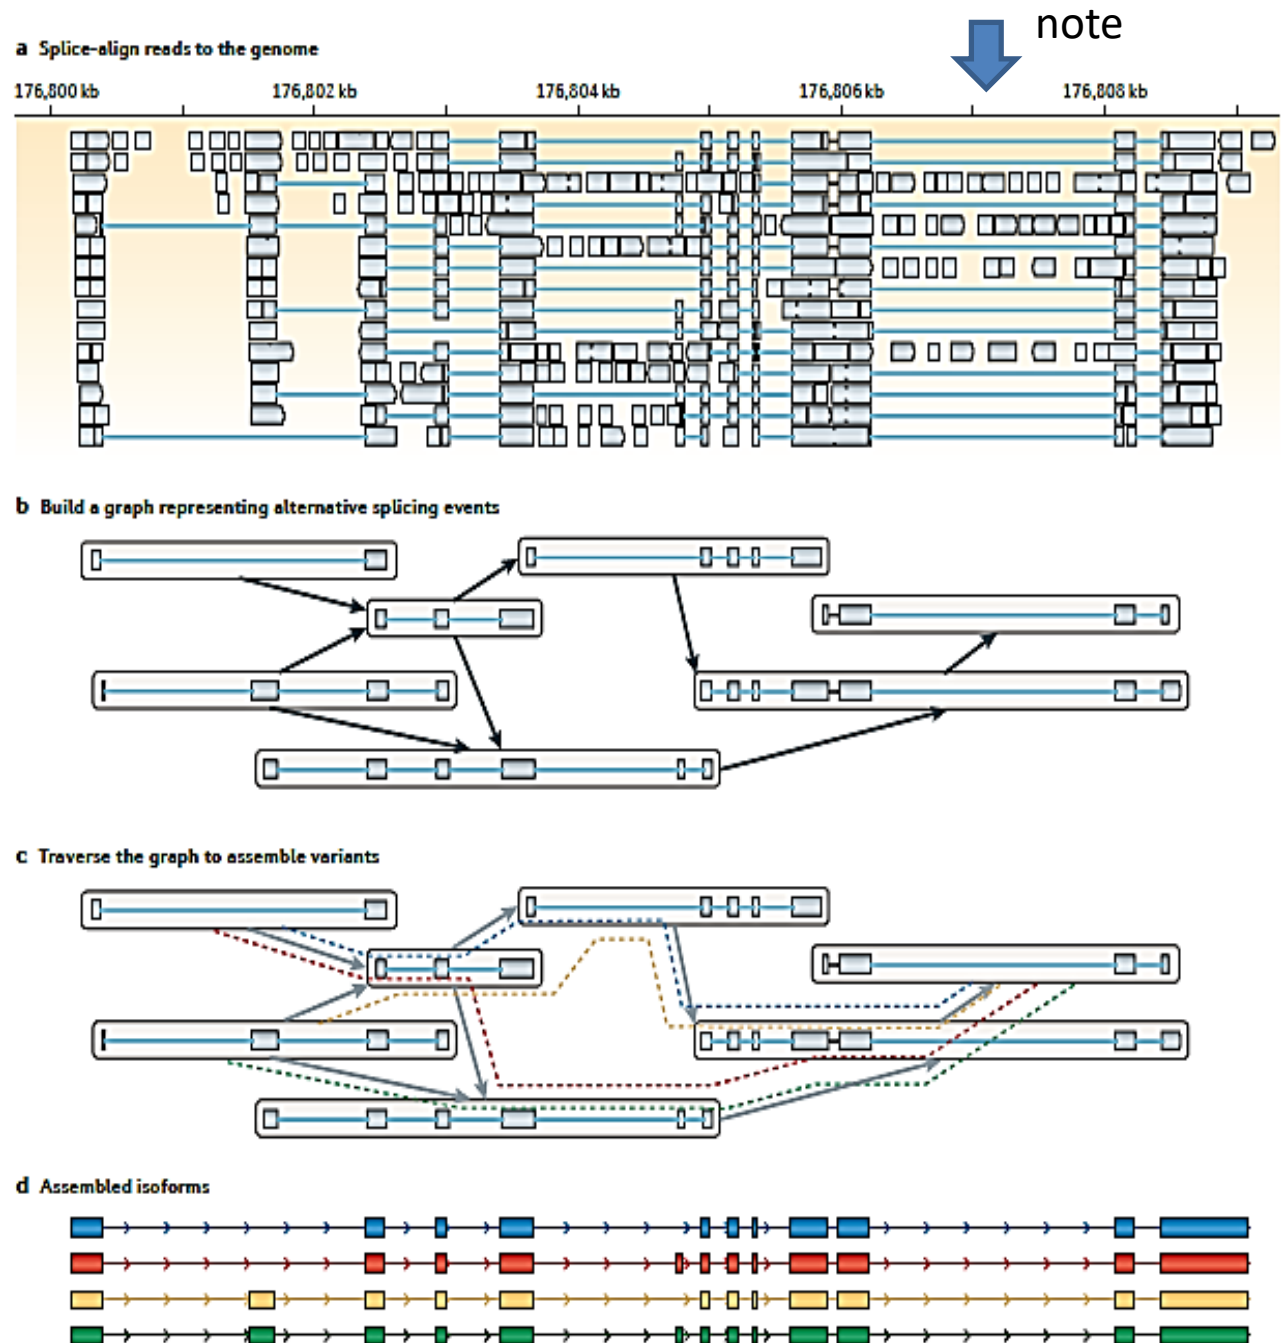 note
a Splice-align reads to the genome
176,800 kb 176,802 kb 176,804 kb 176,806 kb 176,808 kb
b Build a graph representing alternative splicing events
c Traverse the graph to assemble variants
d Assembled isoforms